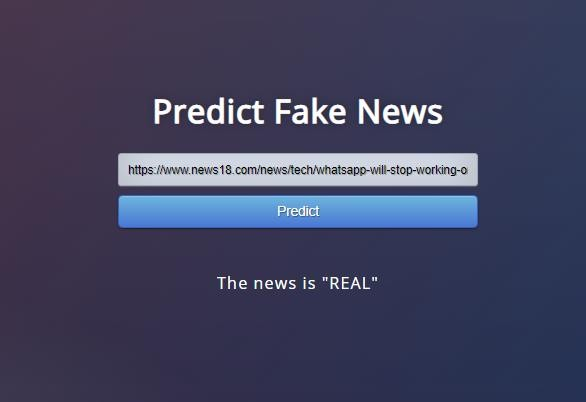 Predict Fake News
https://www.news18.com/news/tech/whatsapp-will-stop-working-o
Predict
The news is "REAL"